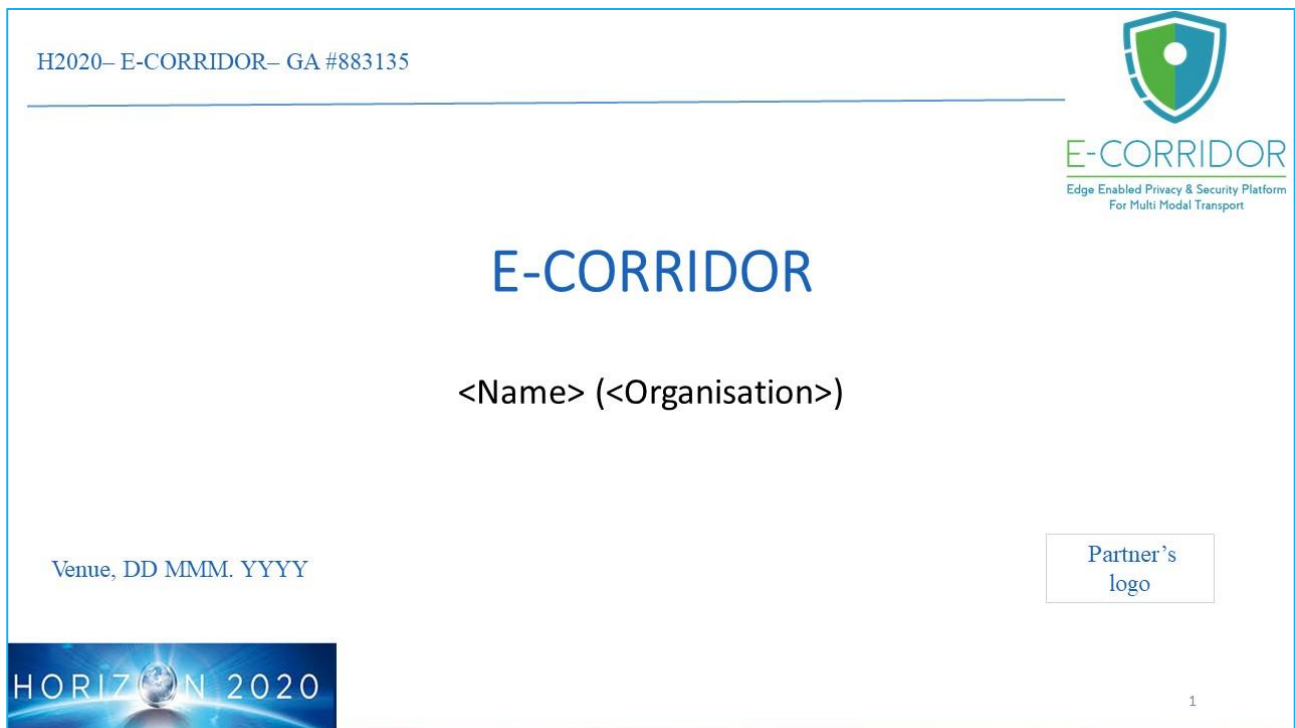 H2020– E-CORRIDOR– GA #883135
E-CORRIDOR
Edge Enabled Privacy & Security Platform
For Multi Modal Transport
E-CORRIDOR
<Name> (<Organisation>)
Venue, DD MMM. YYYY
Partner’s
logo
HORIZON 2020
1